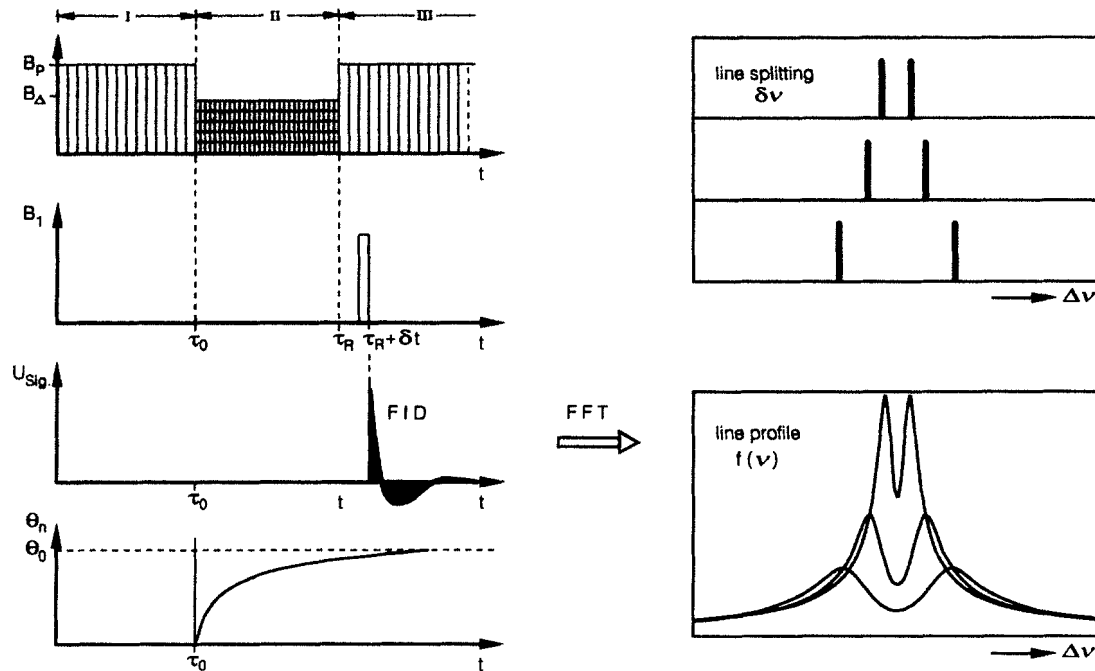 I II III
B_P
B_Δ
t
B_1
τ_0 τ_R τ_R+δt t
U_Sig.
FID
τ_0 t t
Θ_n
Θ_0
τ_0 t
FFT
line splitting
δν
Δν
line profile
f(ν)
Δν